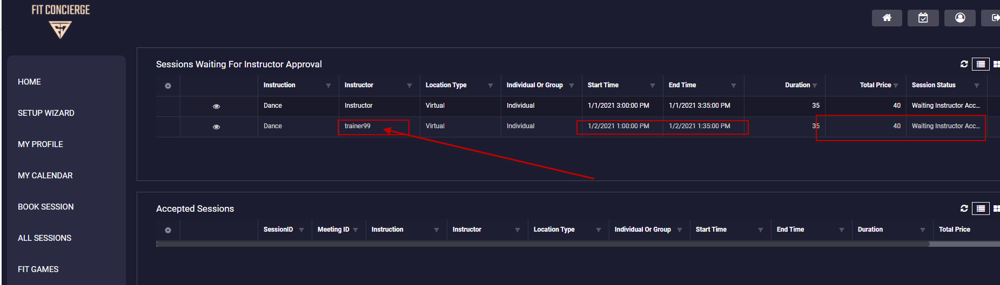 FIT CONCIERGE
HOME
SETUP WIZARD
MY PROFILE
MY CALENDAR
BOOK SESSION
ALL SESSIONS
FIT GAMES
Sessions Waiting For Instructor Approval
Instruction Instructor Location Type Individual Or Group Start Time End Time Duration Total Price Session Status
Dance Instructor Virtual Individual 1/1/2021 3:00:00 PM 1/1/2021 3:35:00 PM 35 40 Waiting Instructor Acc...
Dance trainer99 Virtual Individual 1/2/2021 1:00:00 PM 1/2/2021 1:35:00 PM 35 40 Waiting Instructor Acc...
Accepted Sessions
SessionID Meeting ID Instruction Instructor Location Type Individual Or Group Start Time End Time Duration Total Price